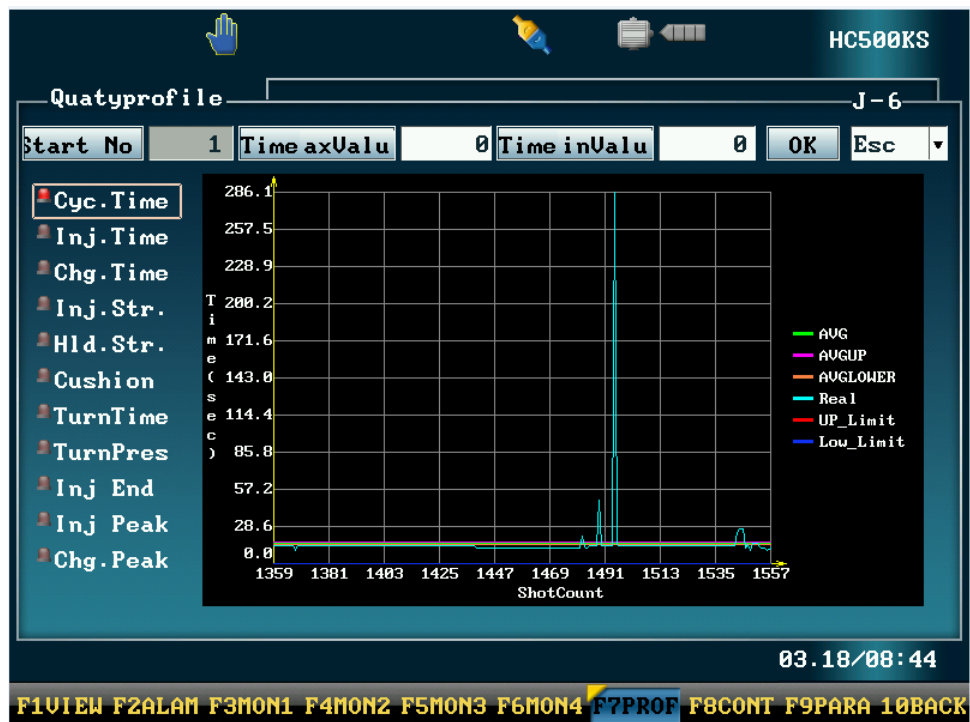 HC500KS
Quatyprofile J-6
Start No 1 Time axValu 0 Time inValu 0 OK Esc
Cyc.Time
Inj.Time
Chg.Time
Inj.Str.
Hld.Str.
Cushion
TurnTime
TurnPres
Inj End
Inj Peak
Chg.Peak
Time(sec)
286.1
257.5
228.9
200.2
171.6
143.0
114.4
85.8
57.2
28.6
0.0
1359 1381 1403 1425 1447 1469 1491 1513 1535 1557
ShotCount
AVG
AVGUP
AVGLOWER
Real
UP_Limit
Low_Limit
03.18/08:44
F1VIEW F2ALAM F3MON1 F4MON2 F5MON3 F6MON4 F7PROF F8CONT F9PARA 10BACK